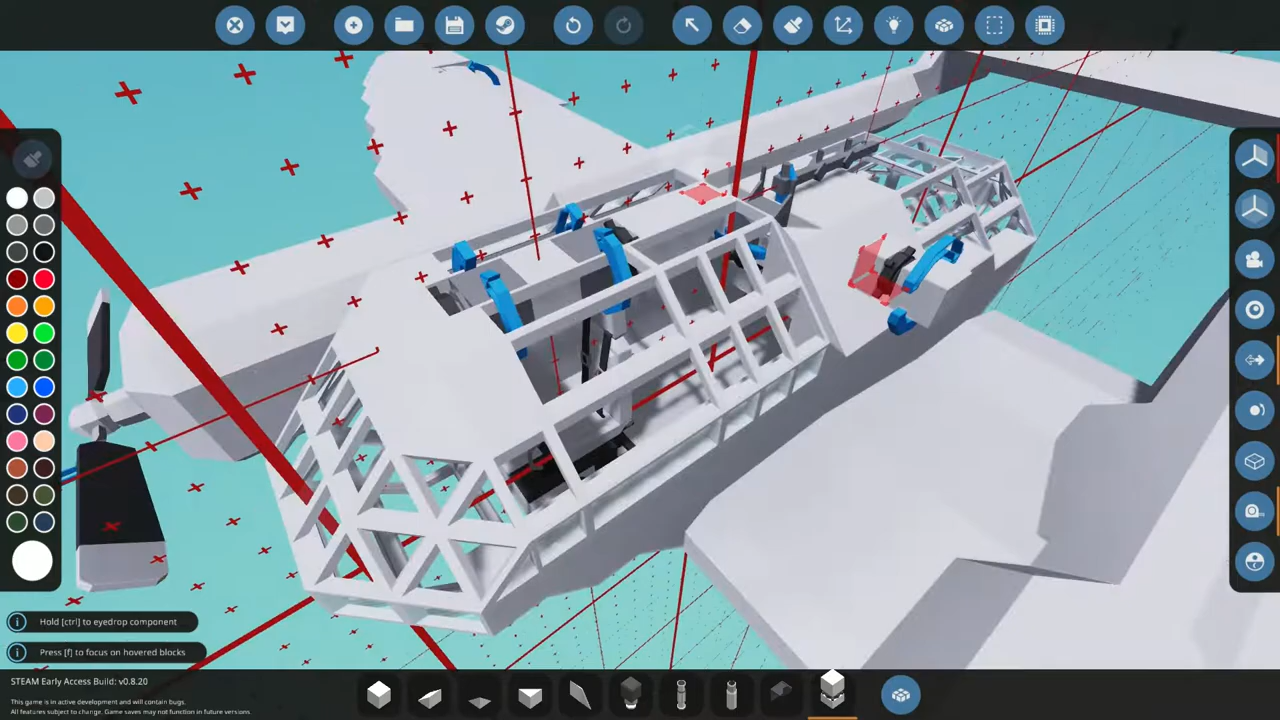 Hold [ctrl] to eyedrop component
Press [f] to focus on hovered blocks
STEAM Early Access Build: v0.8.20
This game is in active development and will contain bugs.
All features subject to change. Game saves may not function in future versions.